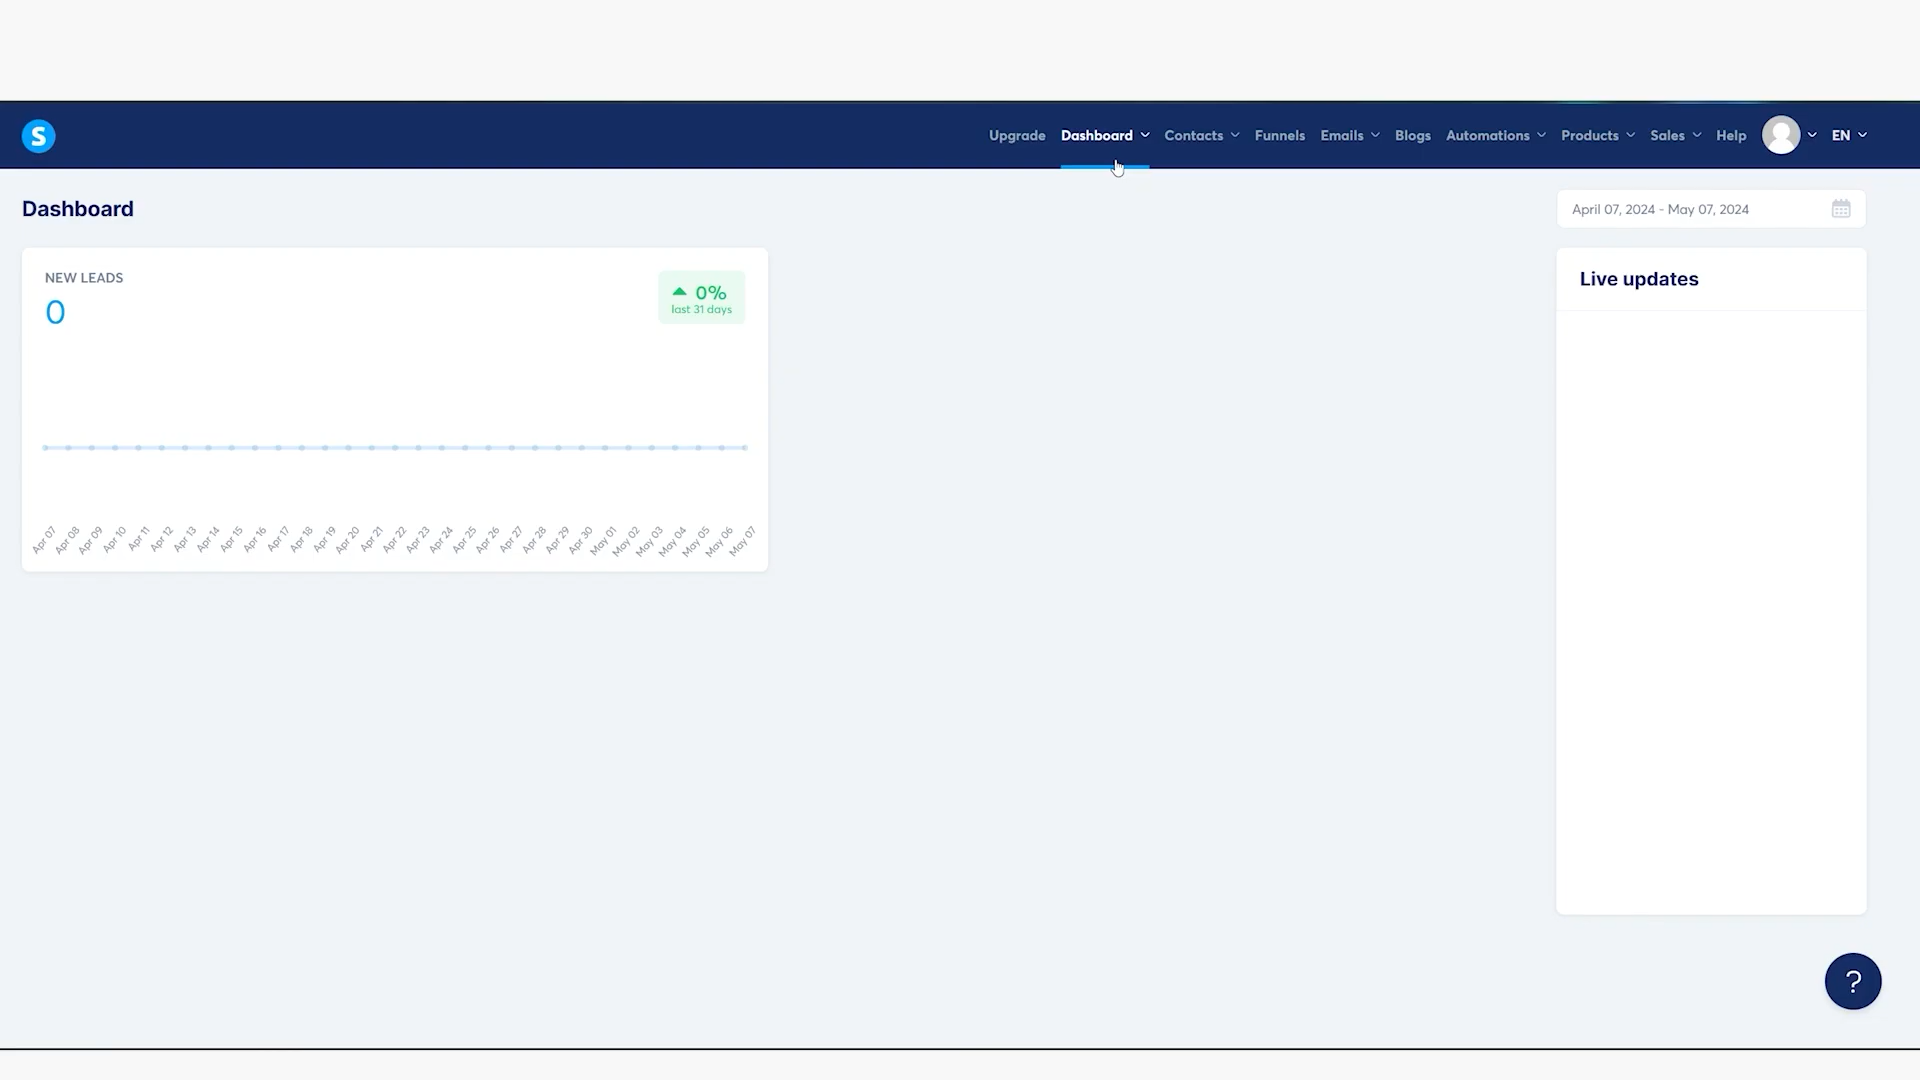 S
Upgrade Dashboard Contacts Funnels Emails Blogs Automations Products Sales Help EN
Dashboard
April 07, 2024 - May 07, 2024
NEW LEADS
0
0%
last 31 days
Live updates
Apr 07 Apr 08 Apr 09 Apr 10 Apr 11 Apr 12 Apr 13 Apr 14 Apr 15 Apr 16 Apr 17 Apr 18 Apr 19 Apr 20 Apr 21 Apr 22 Apr 23 Apr 24 Apr 25 Apr 26 Apr 27 Apr 28 Apr 29 Apr 30 May 01 May 02 May 03 May 04 May 05 May 06 May 07
?